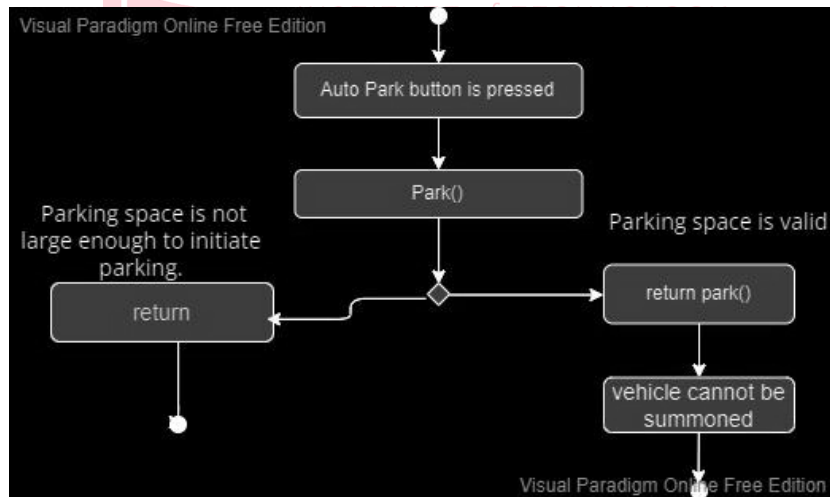 Visual Paradigm Online Free Edition
Auto Park button is pressed
Park()
Parking space is not
large enough to initiate
parking.
Parking space is valid
return
return park()
vehicle cannot be
summoned
Visual Paradigm Online Free Edition